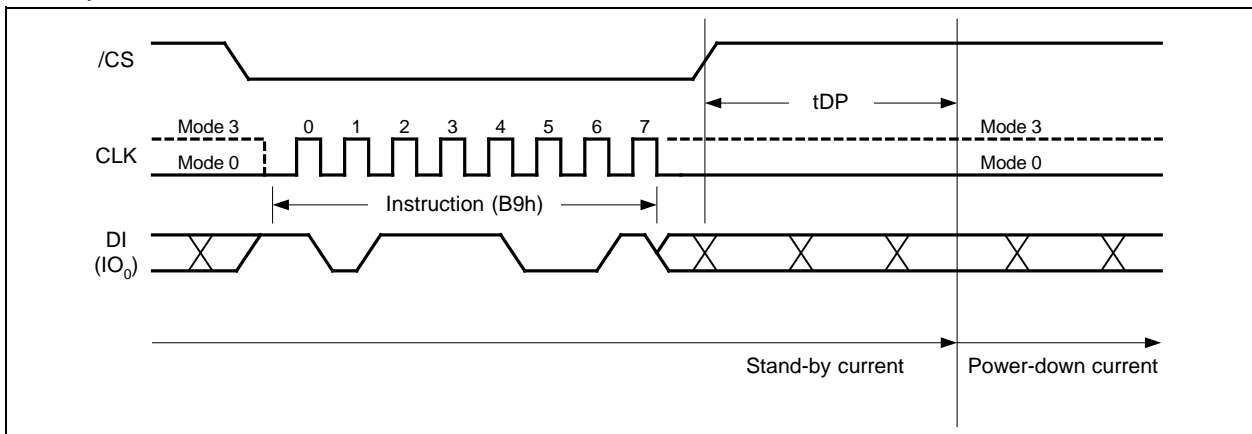 /CS
tDP
Mode 3
0 1 2 3 4 5 6 7
Mode 3
CLK
Mode 0
Mode 0
Instruction (B9h)
DI
(IO₀)
Stand-by current
Power-down current